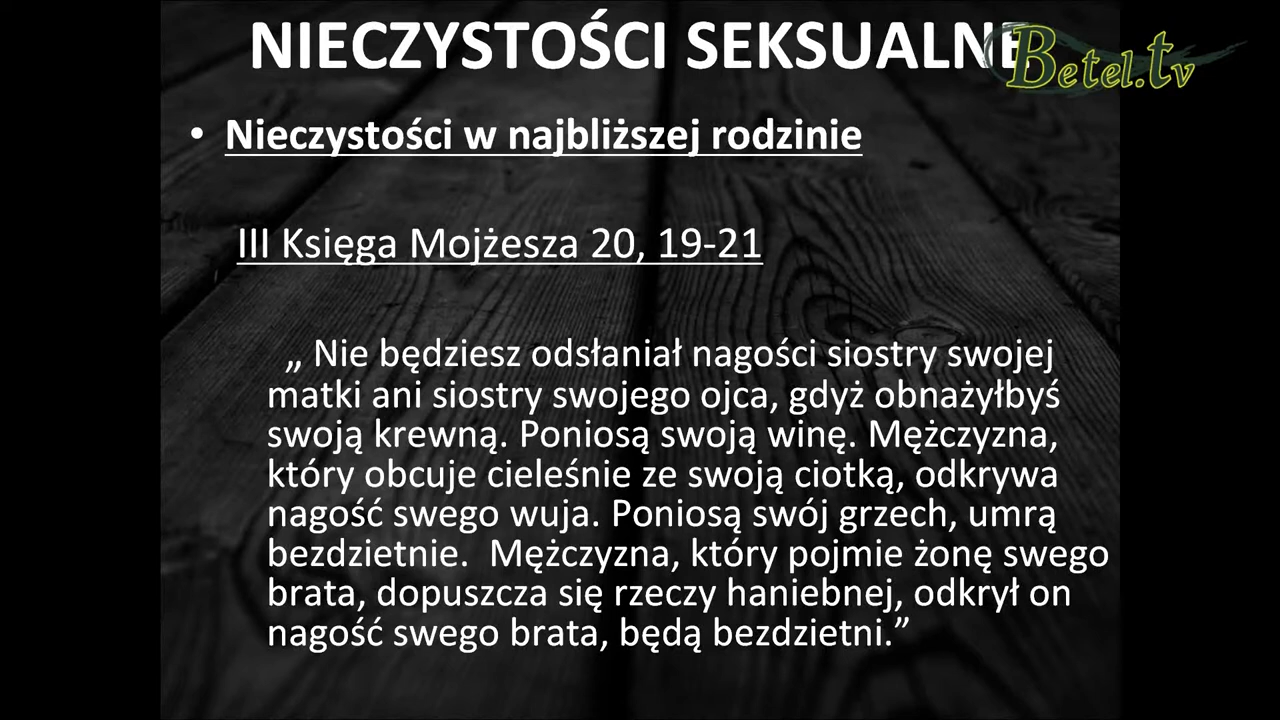 NIECZYSTOŚCI SEKSUALNE
Betel.tv
• Nieczystości w najbliższej rodzinie
III Księga Mojżesza 20, 19-21
„ Nie będziesz odsłaniał nagości siostry swojej
matki ani siostry swojego ojca, gdyż obnażyłbyś
swoją krewną. Poniosą swoją winę. Mężczyzna,
który obcuje cieleśnie ze swoją ciotką, odkrywa
nagość swego wuja. Poniosą swój grzech, umrą
bezdzietnie.  Mężczyzna, który pojmie żonę swego
brata, dopuszcza się rzeczy haniebnej, odkrył on
nagość swego brata, będą bezdzietni.”